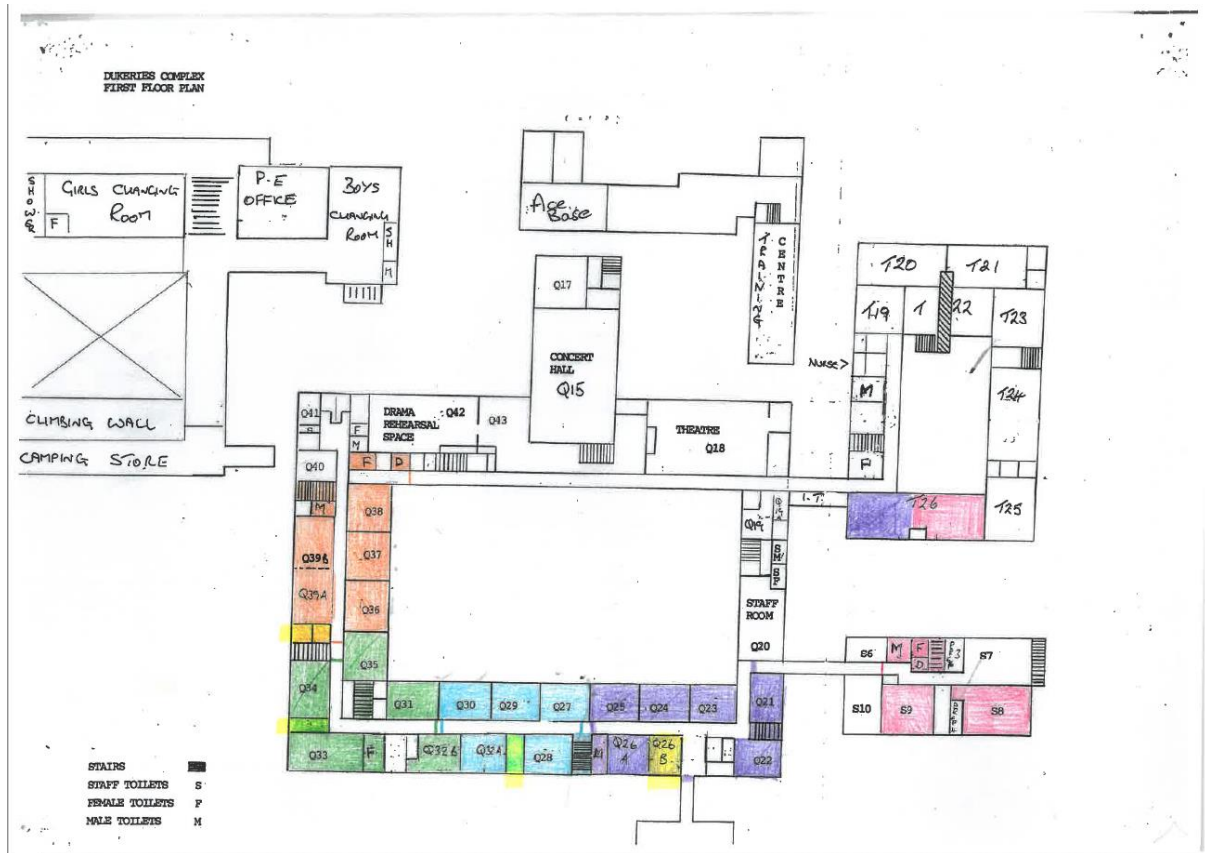 DUKERIES COMPLEX
FIRST FLOOR PLAN
SHOWER
F
GIRLS CHANGING
ROOM
P.E
OFFICE
BOYS
CHANGING
ROOM
SH
M
Ace
Base
TRAINING
CENTRE
Q17
CONCERT
HALL
Q15
T20
T21
T19
T
22
T23
NURSE>
M
T24
F
T25
T26
CLIMBING WALL
CAMPING STORE
Q41
S
Q40
F
M
DRAMA
REHEARSAL
SPACE
Q42
Q43
THEATRE
Q18
F
D
M
Q38
Q37
Q36
Q35
Q39B
Q39A
Q34
I.T.
Q19
SM
SF
STAFF
ROOM
Q20
S6
M
F
D
S7
S10
S9
S8
Q31
Q30
Q29
Q27
Q25
Q24
Q23
Q21
Q33
F
Q32B
Q32A
Q28
M
Q26
A
Q26
B
Q22
STAIRS
STAFF TOILETS S
FEMALE TOILETS F
MALE TOILETS M